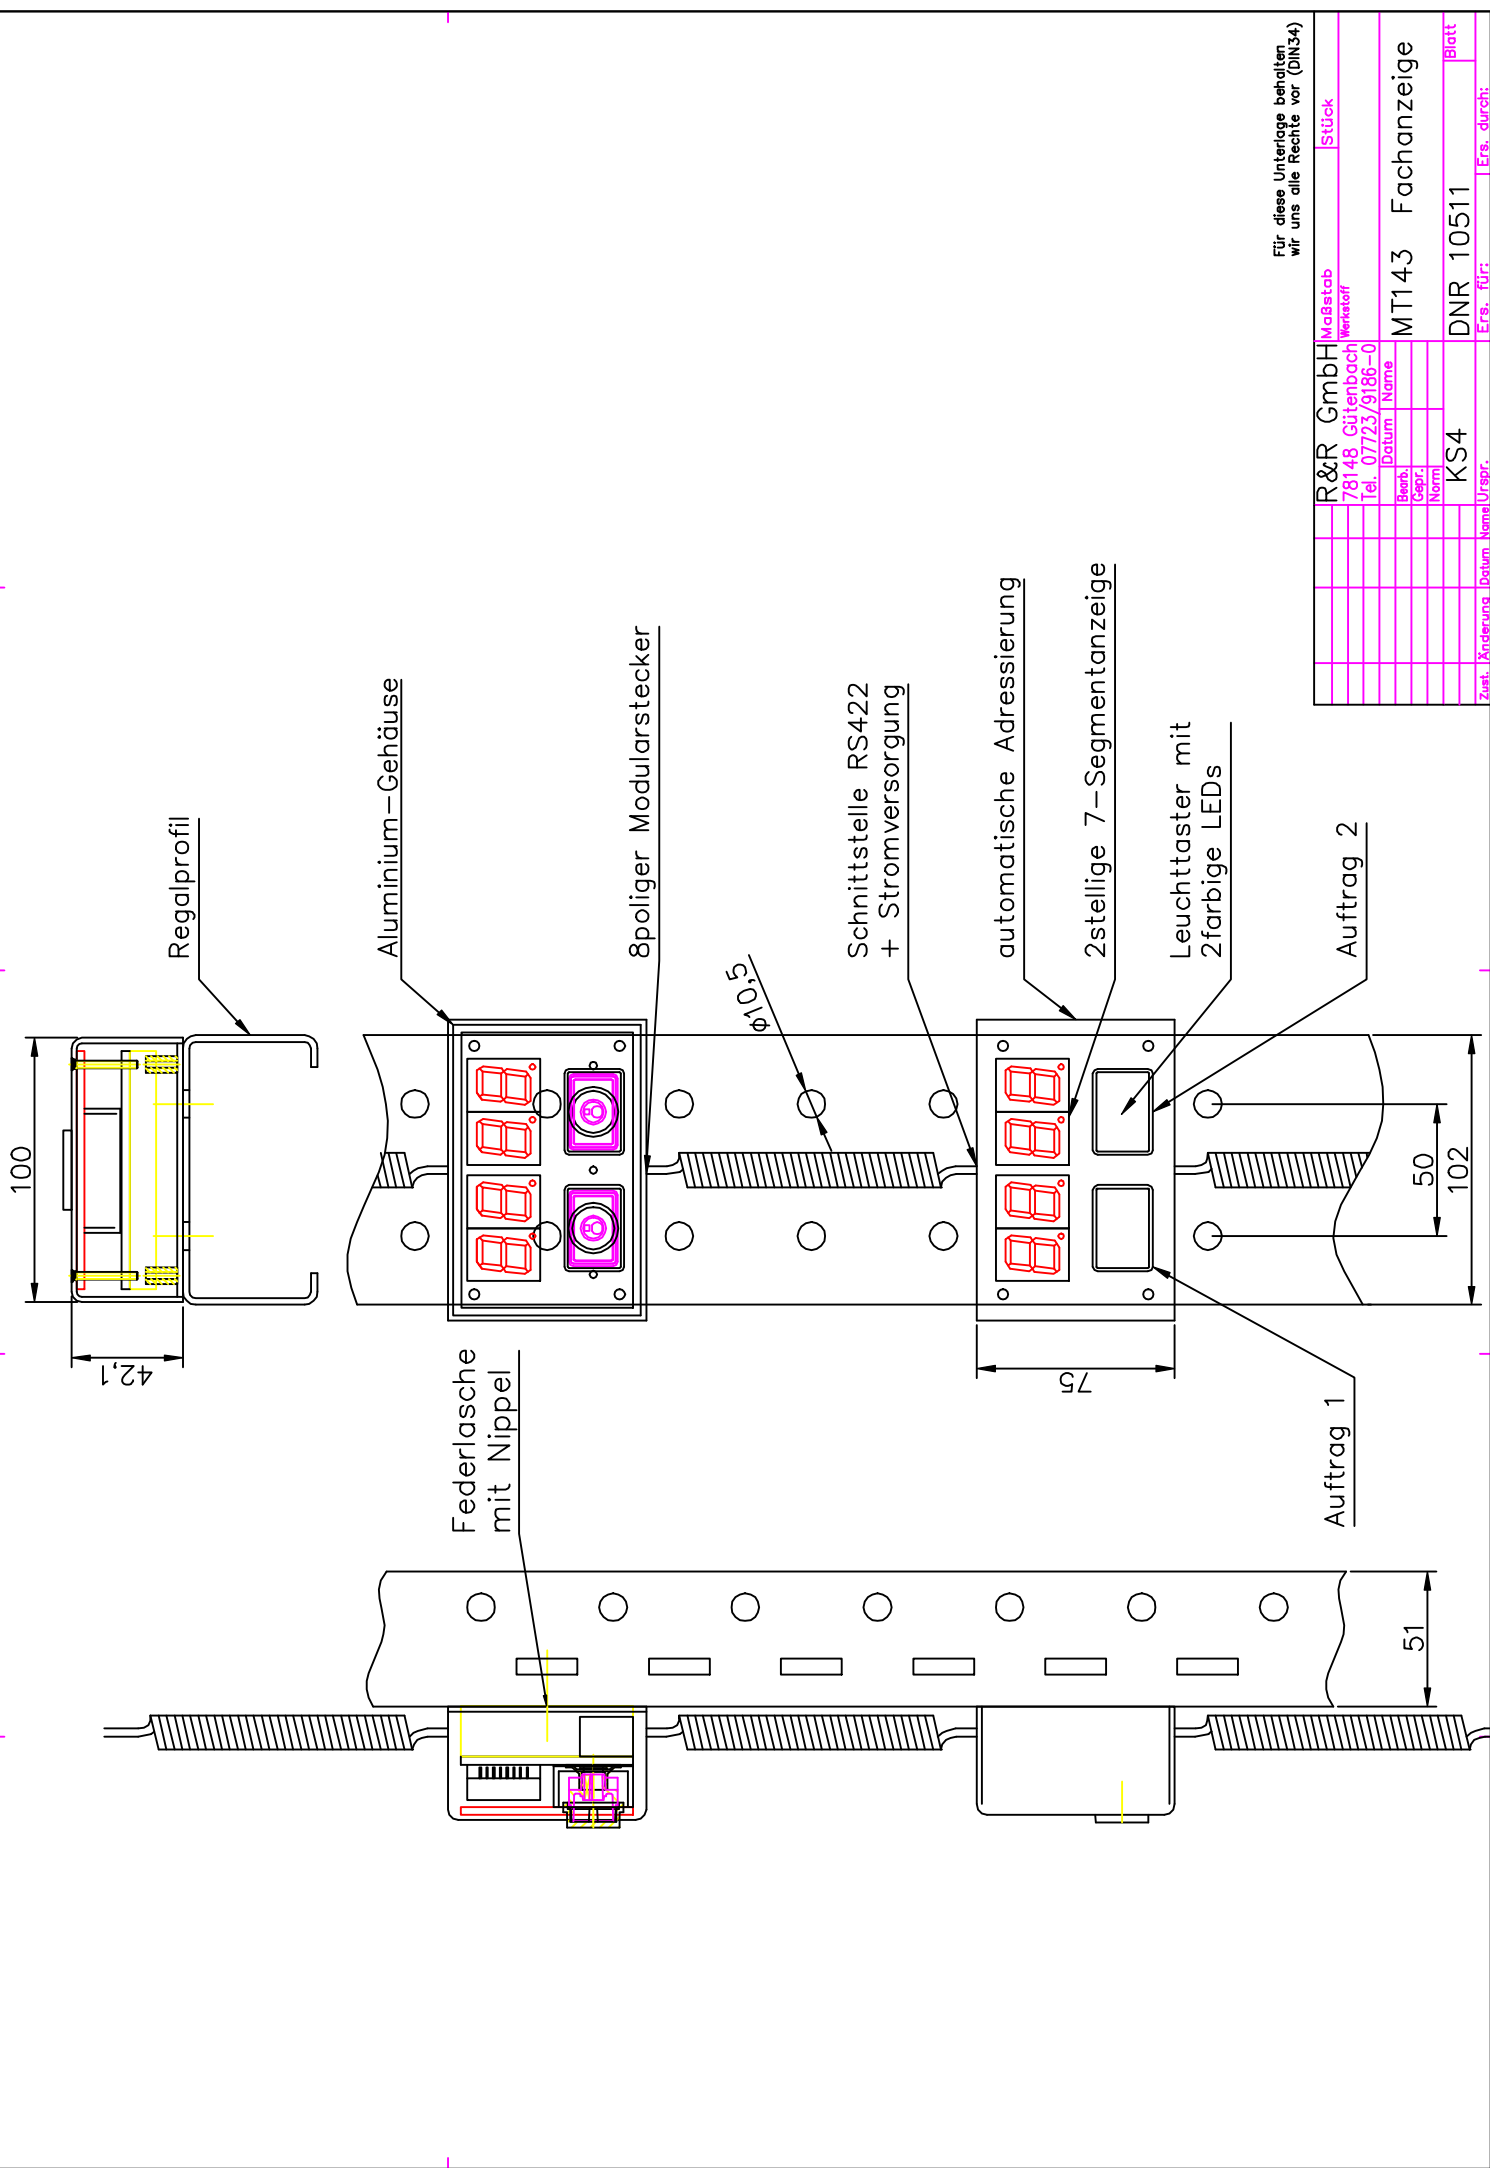 42,1
100
Regalprofil
Federlasche
mit Nippel
Aluminium-Gehäuse
8poliger Modularstecker
ϕ10,5
Schnittstelle RS422
+ Stromversorgung
automatische Adressierung
75
2stellige 7-Segmentanzeige
Leuchttaster mit
2farbige LEDs
Auftrag 1
Auftrag 2
51
50
102
Für diese Unterlage behalten
wir uns alle Rechte vor (DIN34)
R&R GmbH
78148 Gütenbach
Tel. 07723/9186-0
Maßstab
Stück
Werkstoff
Datum Name
Bearb.
Gepr.
Norm
MT143 Fachanzeige
KS4
DNR 10511
Blatt
Zust. Änderung Datum Name Urspr. Ers. für: Ers. durch: